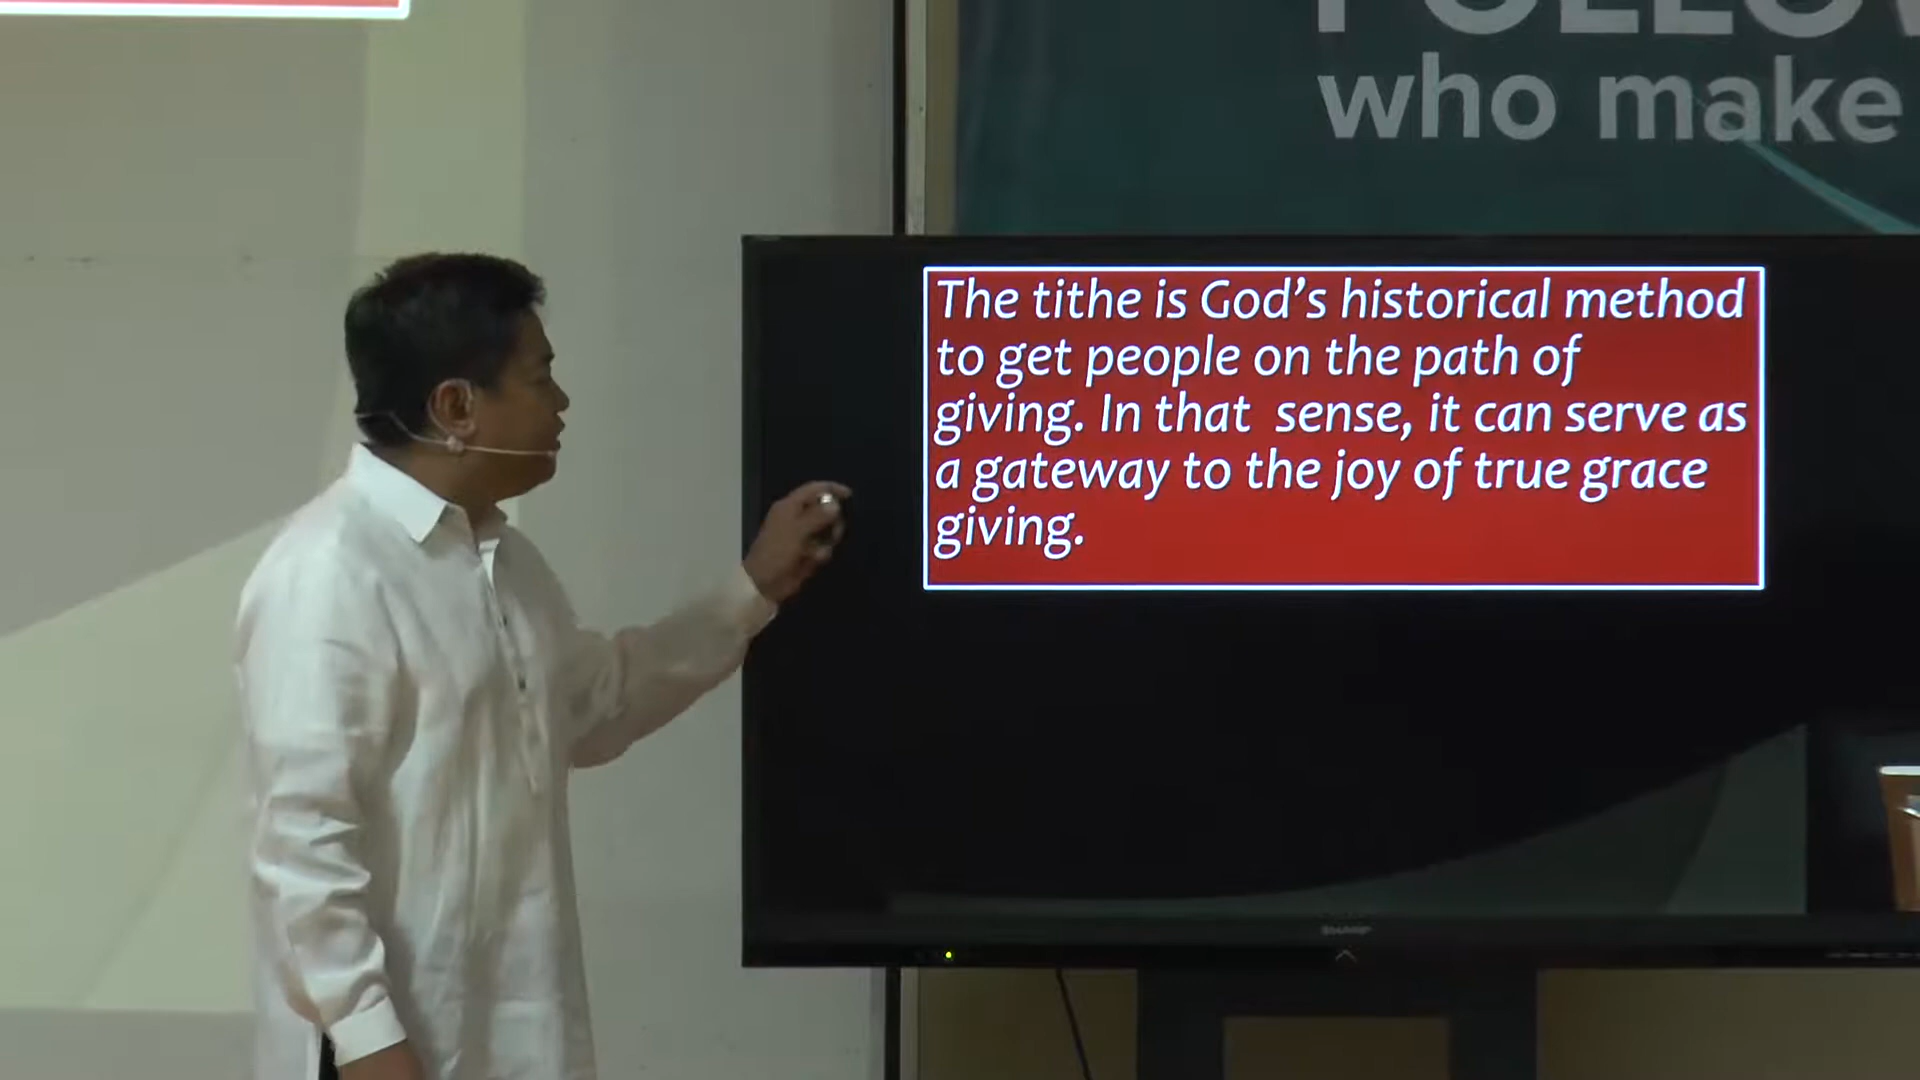 who make
The tithe is God's historical method
to get people on the path of
giving. In that sense, it can serve as
a gateway to the joy of true grace
giving.
SHARP